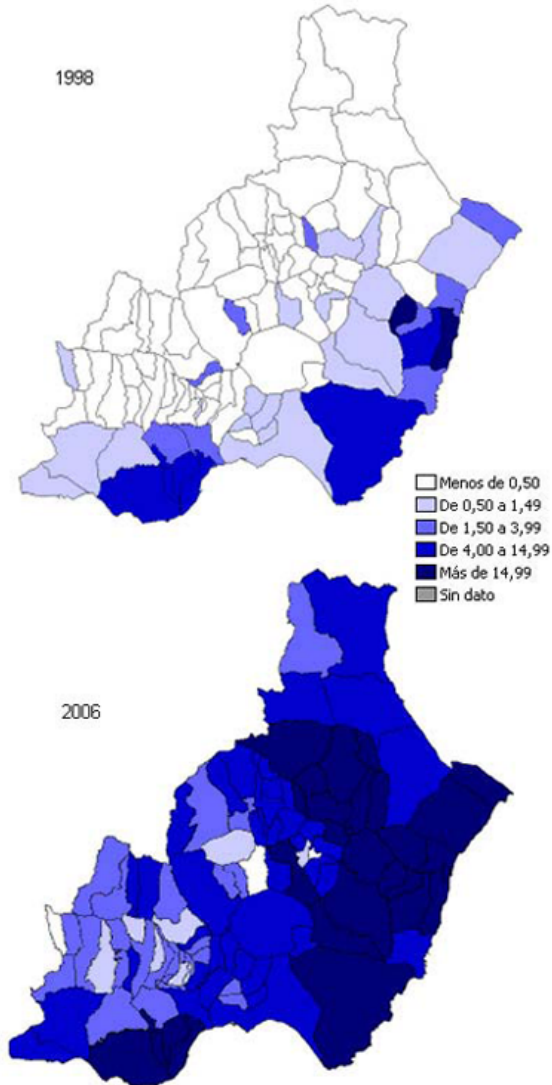 1998
Menos de 0,50
De 0,50 a 1,49
De 1,50 a 3,99
De 4,00 a 14,99
Más de 14,99
Sin dato
2006